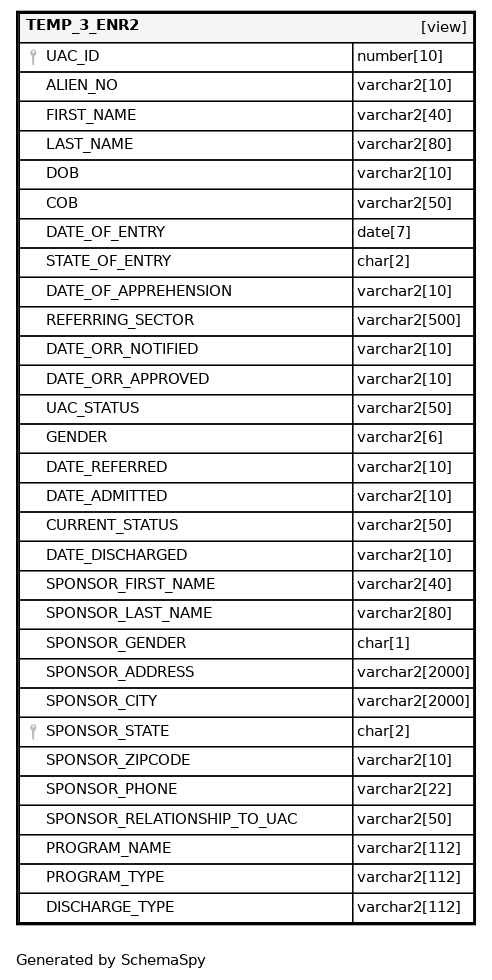 TEMP_3_ENR2 [view]
UAC_ID number[10]
ALIEN_NO varchar2[10]
FIRST_NAME varchar2[40]
LAST_NAME varchar2[80]
DOB varchar2[10]
COB varchar2[50]
DATE_OF_ENTRY date[7]
STATE_OF_ENTRY char[2]
DATE_OF_APPREHENSION varchar2[10]
REFERRING_SECTOR varchar2[500]
DATE_ORR_NOTIFIED varchar2[10]
DATE_ORR_APPROVED varchar2[10]
UAC_STATUS varchar2[50]
GENDER varchar2[6]
DATE_REFERRED varchar2[10]
DATE_ADMITTED varchar2[10]
CURRENT_STATUS varchar2[50]
DATE_DISCHARGED varchar2[10]
SPONSOR_FIRST_NAME varchar2[40]
SPONSOR_LAST_NAME varchar2[80]
SPONSOR_GENDER char[1]
SPONSOR_ADDRESS varchar2[2000]
SPONSOR_CITY varchar2[2000]
SPONSOR_STATE char[2]
SPONSOR_ZIPCODE varchar2[10]
SPONSOR_PHONE varchar2[22]
SPONSOR_RELATIONSHIP_TO_UAC varchar2[50]
PROGRAM_NAME varchar2[112]
PROGRAM_TYPE varchar2[112]
DISCHARGE_TYPE varchar2[112]
Generated by SchemaSpy